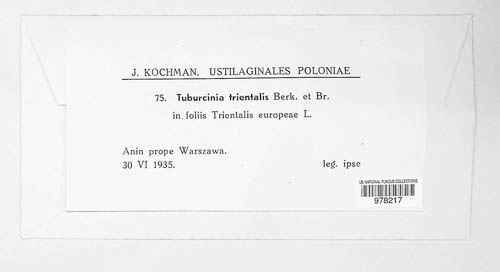 J. KOCHMAN. USTILAGINALES POLONIAE
75. Tuburcinia trientalis Berk. et Br.
in foliis Trientalis europeae L.
Anin prope Warszawa.
30 VI 1935. leg. ipse
US NATIONAL FUNGUS COLLECTIONS
978217